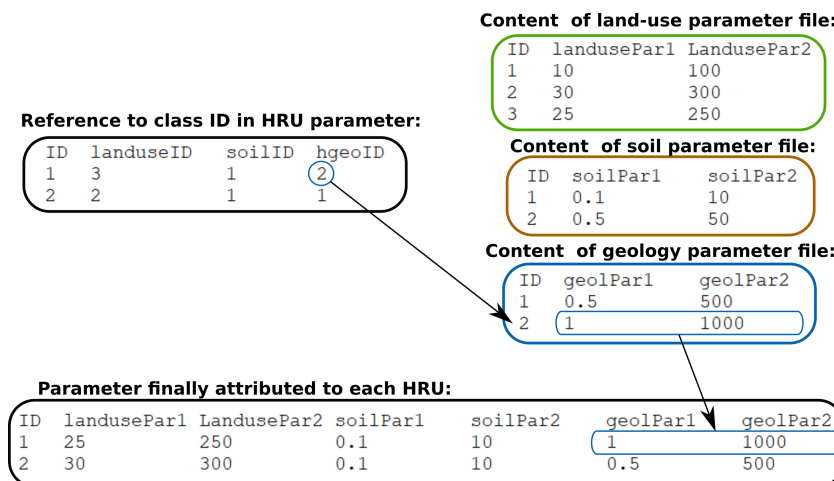 Content  of land-use parameter file:
ID landusePar1 LandusePar2
1 10 100
2 30 300
3 25 250
Reference to class ID in HRU parameter:
ID landuseID soilID hgeoID
1 3 1 2
2 2 1 1
Content  of soil parameter file:
ID soilPar1 soilPar2
1 0.1 10
2 0.5 50
Content  of geology parameter file:
ID geolPar1 geolPar2
1 0.5 500
2 1 1000
Parameter finally attributed to each HRU:
ID landusePar1 LandusePar2 soilPar1 soilPar2 geolPar1 geolPar2
1 25 250 0.1 10 1 1000
2 30 300 0.1 10 0.5 500